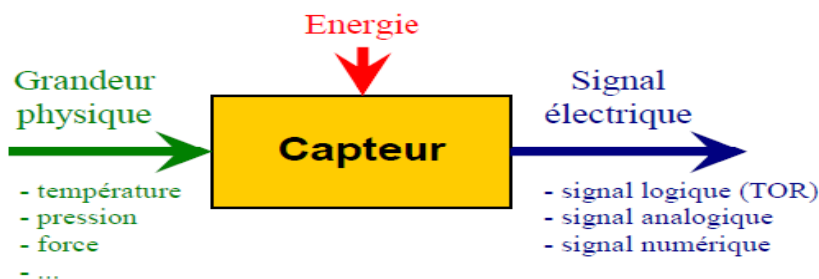 Energie
Grandeur
physique
- température
- pression
- force
- ...
Capteur
Signal
électrique
- signal logique (TOR)
- signal analogique
- signal numérique